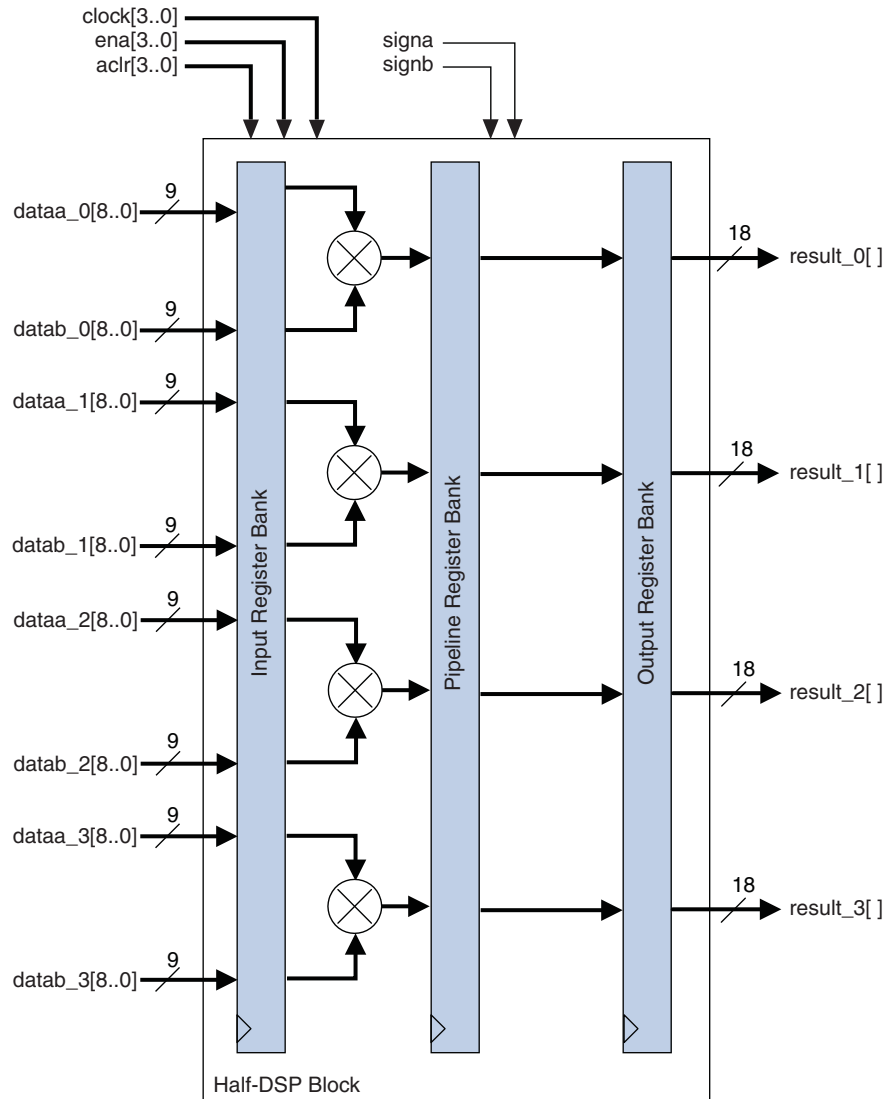 clock[3..0]
ena[3..0]
aclr[3..0]
signa
signb
9
dataa_0[8..0]
9
datab_0[8..0]
9
dataa_1[8..0]
9
datab_1[8..0]
9
dataa_2[8..0]
9
datab_2[8..0]
9
dataa_3[8..0]
9
datab_3[8..0]
Input Register Bank
Pipeline Register Bank
Output Register Bank
18
result_0[ ]
18
result_1[ ]
18
result_2[ ]
18
result_3[ ]
Half-DSP Block